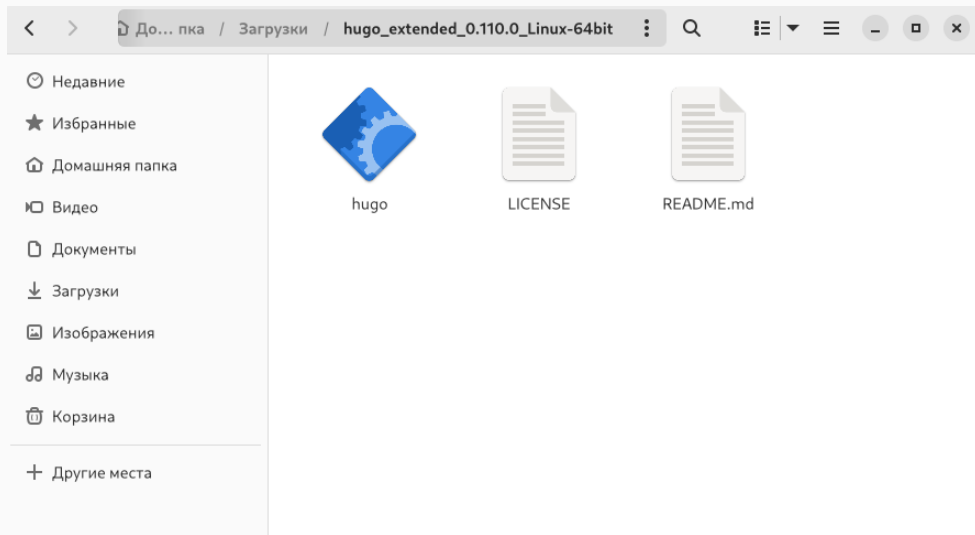 До... пка / Загрузки / hugo_extended_0.110.0_Linux-64bit
Недавние
Избранные
Домашняя папка
Видео
Документы
Загрузки
Изображения
Музыка
Корзина
Другие места
hugo
LICENSE
README.md